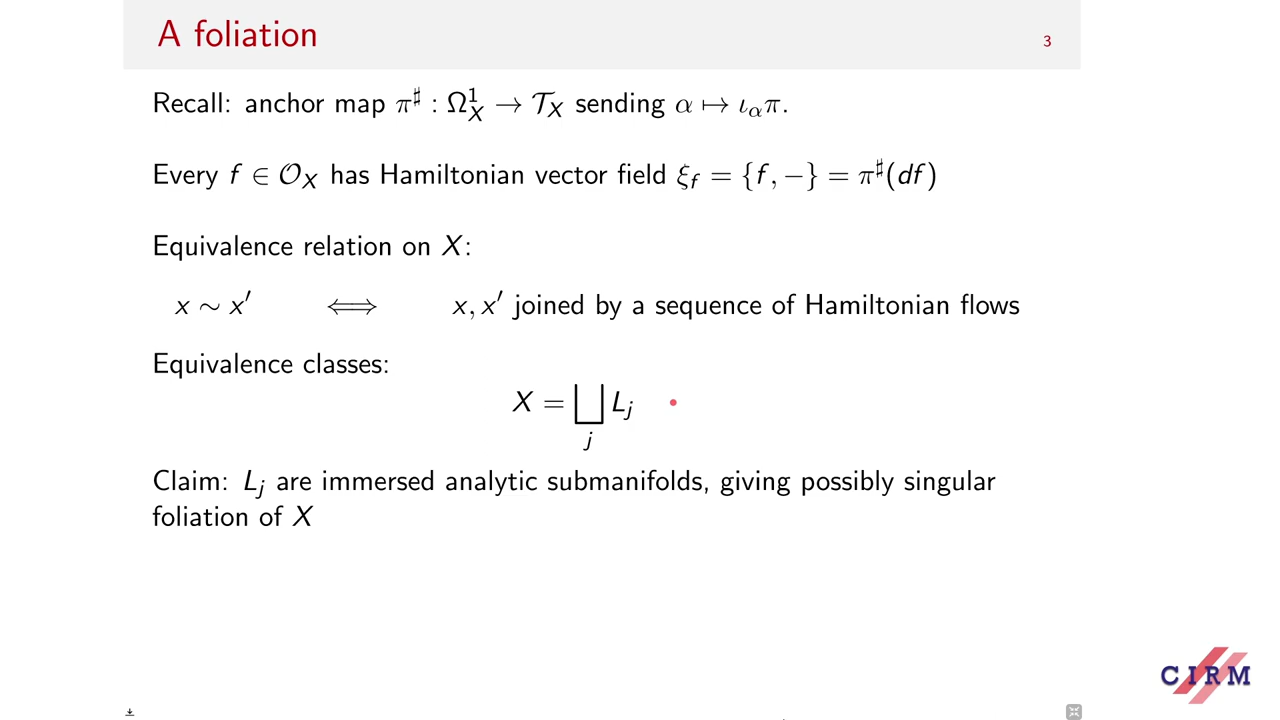 A foliation
3
Recall: anchor map π♯ : Ω¹_X → 𝒯_X sending α ↦ ι_απ.
Every f ∈ 𝒪_X has Hamiltonian vector field ξ_f = {f, −} = π♯(df)
Equivalence relation on X:
x ∼ x′ ⟺ x, x′ joined by a sequence of Hamiltonian flows
Equivalence classes:
X = ⨆_j L_j
Claim: L_j are immersed analytic submanifolds, giving possibly singular
foliation of X
CIRM